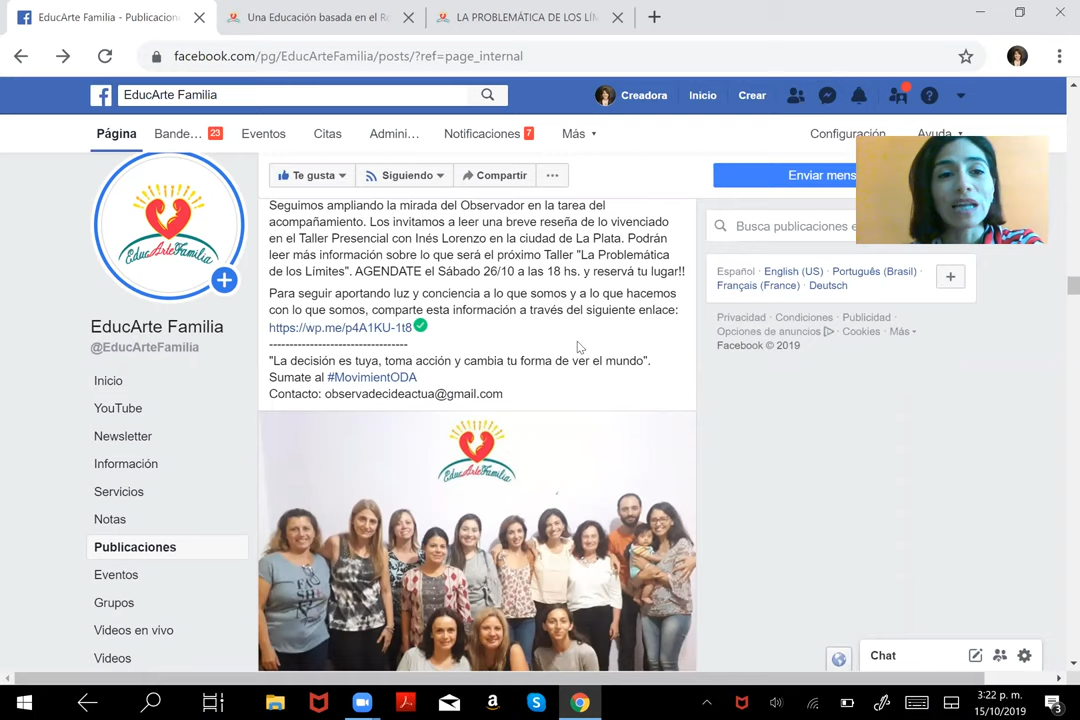 EducArte Familia - Publicacion
Una Educación basada en el Re
LA PROBLEMÁTICA DE LOS LÍM
facebook.com/pg/EducArteFamilia/posts/?ref=page_internal
EducArte Familia
Creadora
Inicio
Crear
Página
Bande... 23
Eventos
Citas
Admini...
Notificaciones 7
Más
Configuración
Ayuda
Te gusta
Siguiendo
Compartir
Enviar mens
Seguimos ampliando la mirada del Observador en la tarea del
acompañamiento. Los invitamos a leer una breve reseña de lo vivenciado
en el Taller Presencial con Inés Lorenzo en la ciudad de La Plata. Podrán
leer más información sobre lo que será el próximo Taller "La Problemática
de los Límites". AGENDATE el Sábado 26/10 a las 18 hs. y reservá tu lugar!!
Para seguir aportando luz y conciencia a lo que somos y a lo que hacemos
con lo que somos, comparte esta información a través del siguiente enlace:
https://wp.me/p4A1KU-1t8
---------------------------------
"La decisión es tuya, toma acción y cambia tu forma de ver el mundo".
Sumate al #MovimientODA
Contacto: observadecideactua@gmail.com
EducArteFamilia
EducArteFamilia
EducArte Familia
@EducArteFamilia
Inicio
YouTube
Newsletter
Información
Servicios
Notas
Publicaciones
Eventos
Grupos
Videos en vivo
Videos
Busca publicaciones e
Español · English (US) · Português (Brasil) ·
Français (France) · Deutsch
Privacidad · Condiciones · Publicidad ·
Opciones de anuncios · Cookies · Más
Facebook © 2019
Chat
3:22 p. m.
15/10/2019
3